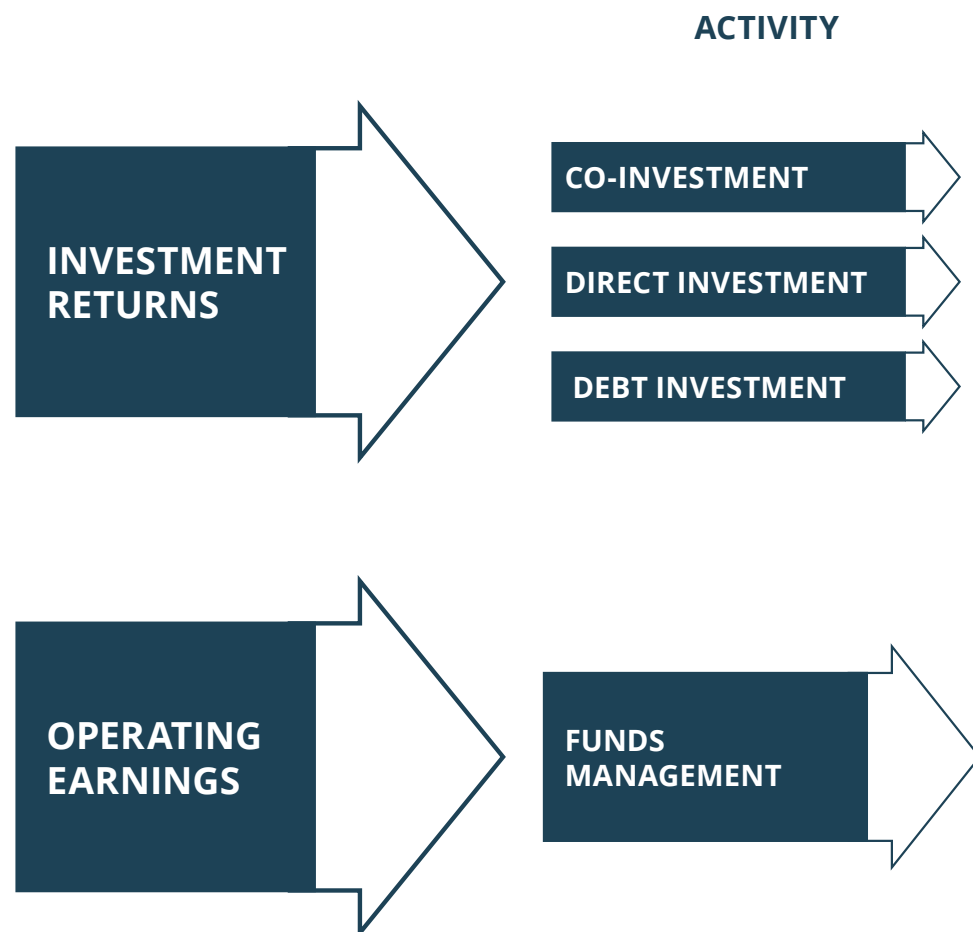 ACTIVITY
INVESTMENT
RETURNS
CO-INVESTMENT
DIRECT INVESTMENT
DEBT INVESTMENT
OPERATING
EARNINGS
FUNDS
MANAGEMENT